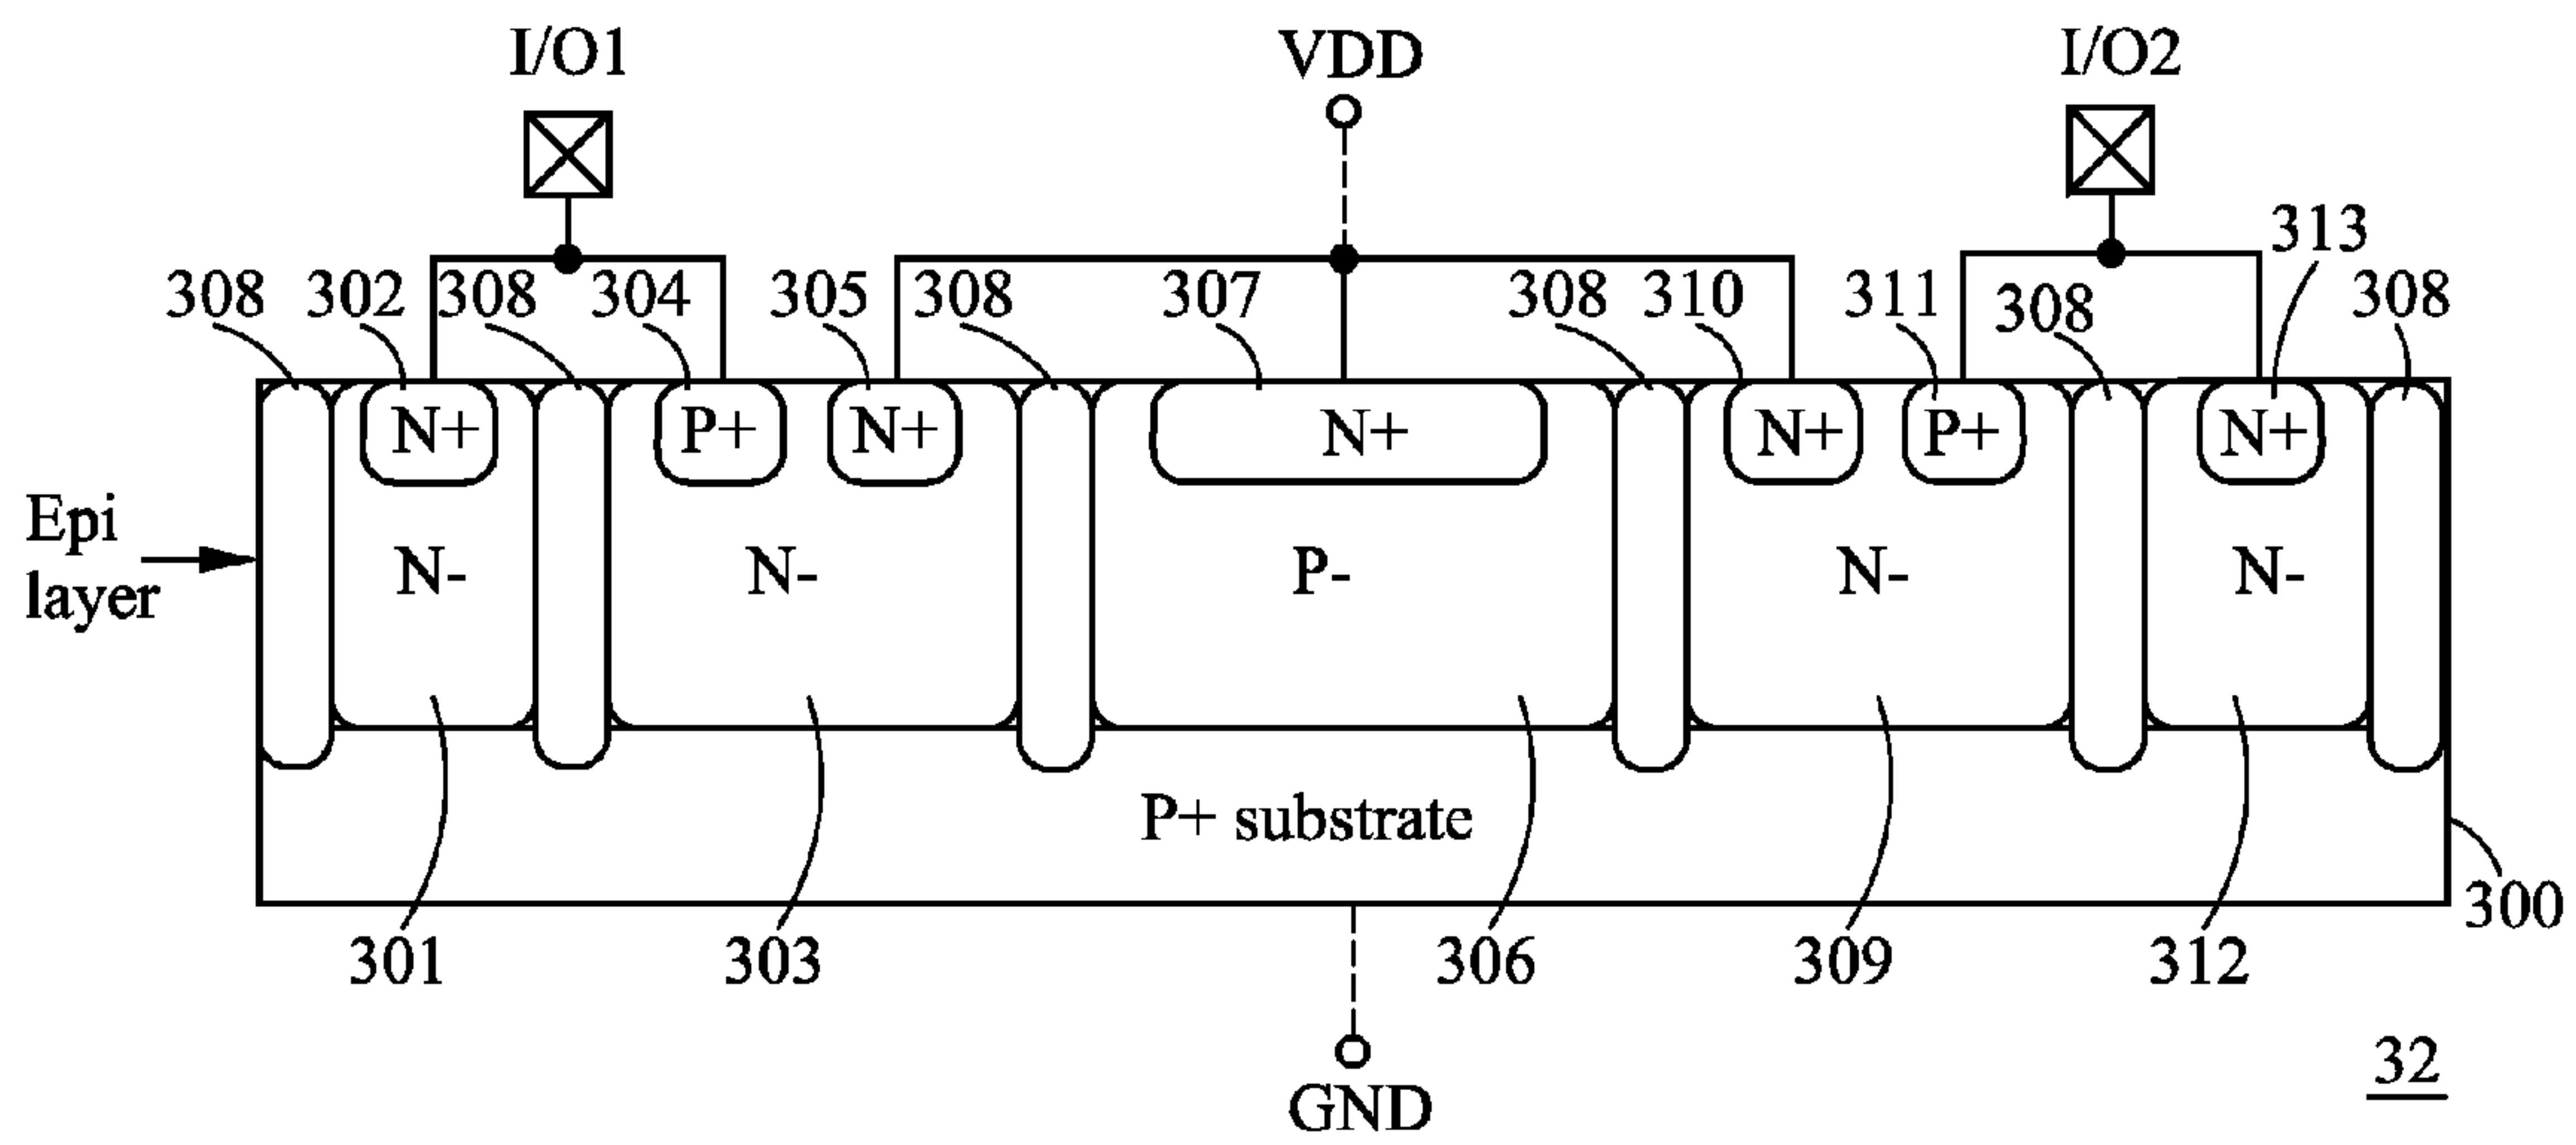 I/O1
VDD
I/O2
308
302
308
304
305
308
307
308
310
311
308
313
308
N+
P+
N+
N+
N+
P+
N+
Epi
layer
N-
N-
P-
N-
N-
P+ substrate
300
301
303
306
309
312
GND
32